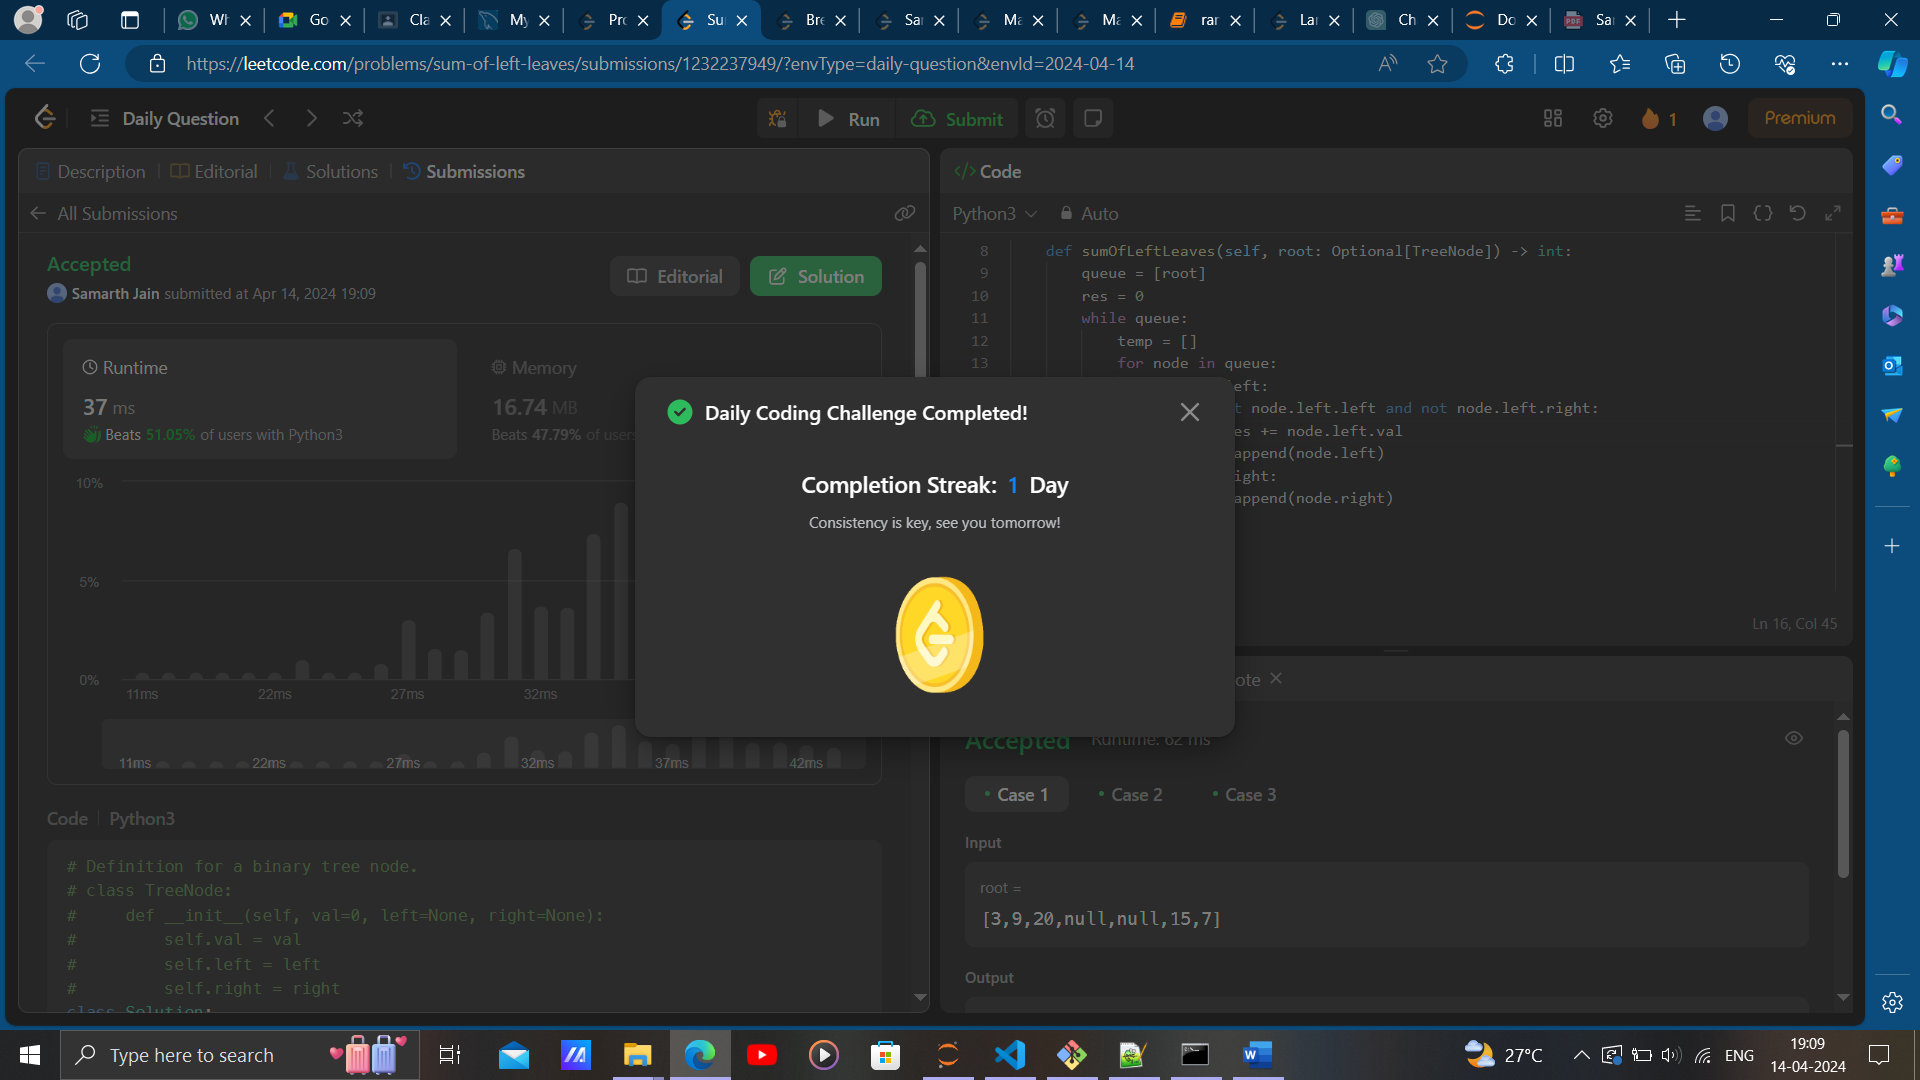 Wh
Go
Cla
My
Pro
Su
Bre
Sar
Ma
Ma
rar
Lar
Ch
Do
Sa
https://leetcode.com/problems/sum-of-left-leaves/submissions/1232237949/?envType=daily-question&envId=2024-04-14
Daily Question
Run
Submit
1
Premium
Description
Editorial
Solutions
Submissions
All Submissions
Accepted
Samarth Jain submitted at Apr 14, 2024 19:09
Editorial
Solution
Runtime
37 ms
Beats 51.05% of users with Python3
Memory
16.74 MB
Beats 47.79% of users
10%
5%
0%
11ms
22ms
27ms
32ms
11ms
22ms
27ms
32ms
37ms
42ms
Code
Python3
# Definition for a binary tree node.
# class TreeNode:
#     def __init__(self, val=0, left=None, right=None):
#         self.val = val
#         self.left = left
#         self.right = right
class Solution:
Daily Coding Challenge Completed!
Completion Streak: 1 Day
Consistency is key, see you tomorrow!
</> Code
Python3
Auto
8 def sumOfLeftLeaves(self, root: Optional[TreeNode]) -> int:
9 queue = [root]
10 res = 0
11 while queue:
12 temp = []
13 for node in queue:
eft:
t node.left.left and not node.left.right:
es += node.left.val
append(node.left)
ight:
append(node.right)
Ln 16, Col 45
ote
Accepted
Runtime: 62 ms
Case 1
Case 2
Case 3
Input
root =
[3,9,20,null,null,15,7]
Output
Type here to search
27°C
ENG
19:09
14-04-2024